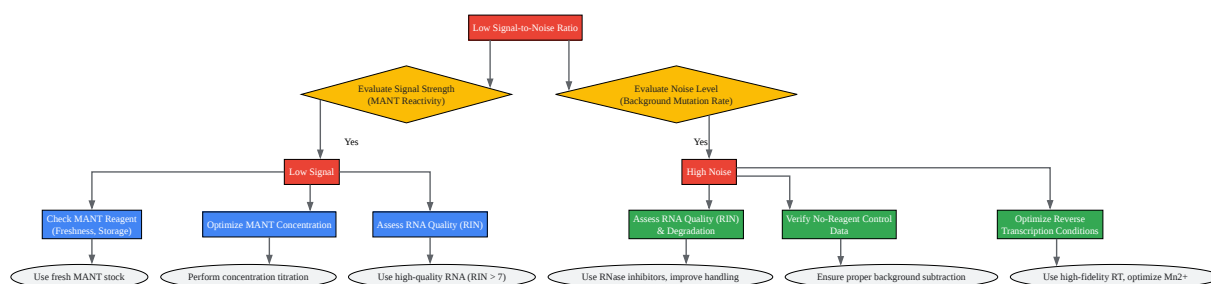 Low Signal-to-Noise Ratio
Evaluate Signal Strength
(MANT Reactivity)
Evaluate Noise Level
(Background Mutation Rate)
Yes
Yes
Low Signal
High Noise
Check MANT Reagent
(Freshness, Storage)
Optimize MANT Concentration
Assess RNA Quality (RIN)
Assess RNA Quality (RIN)
& Degradation
Verify No-Reagent Control
Data
Optimize Reverse
Transcription Conditions
Use fresh MANT stock
Perform concentration titration
Use high-quality RNA (RIN > 7)
Use RNase inhibitors, improve handling
Ensure proper background subtraction
Use high-fidelity RT, optimize Mn2+